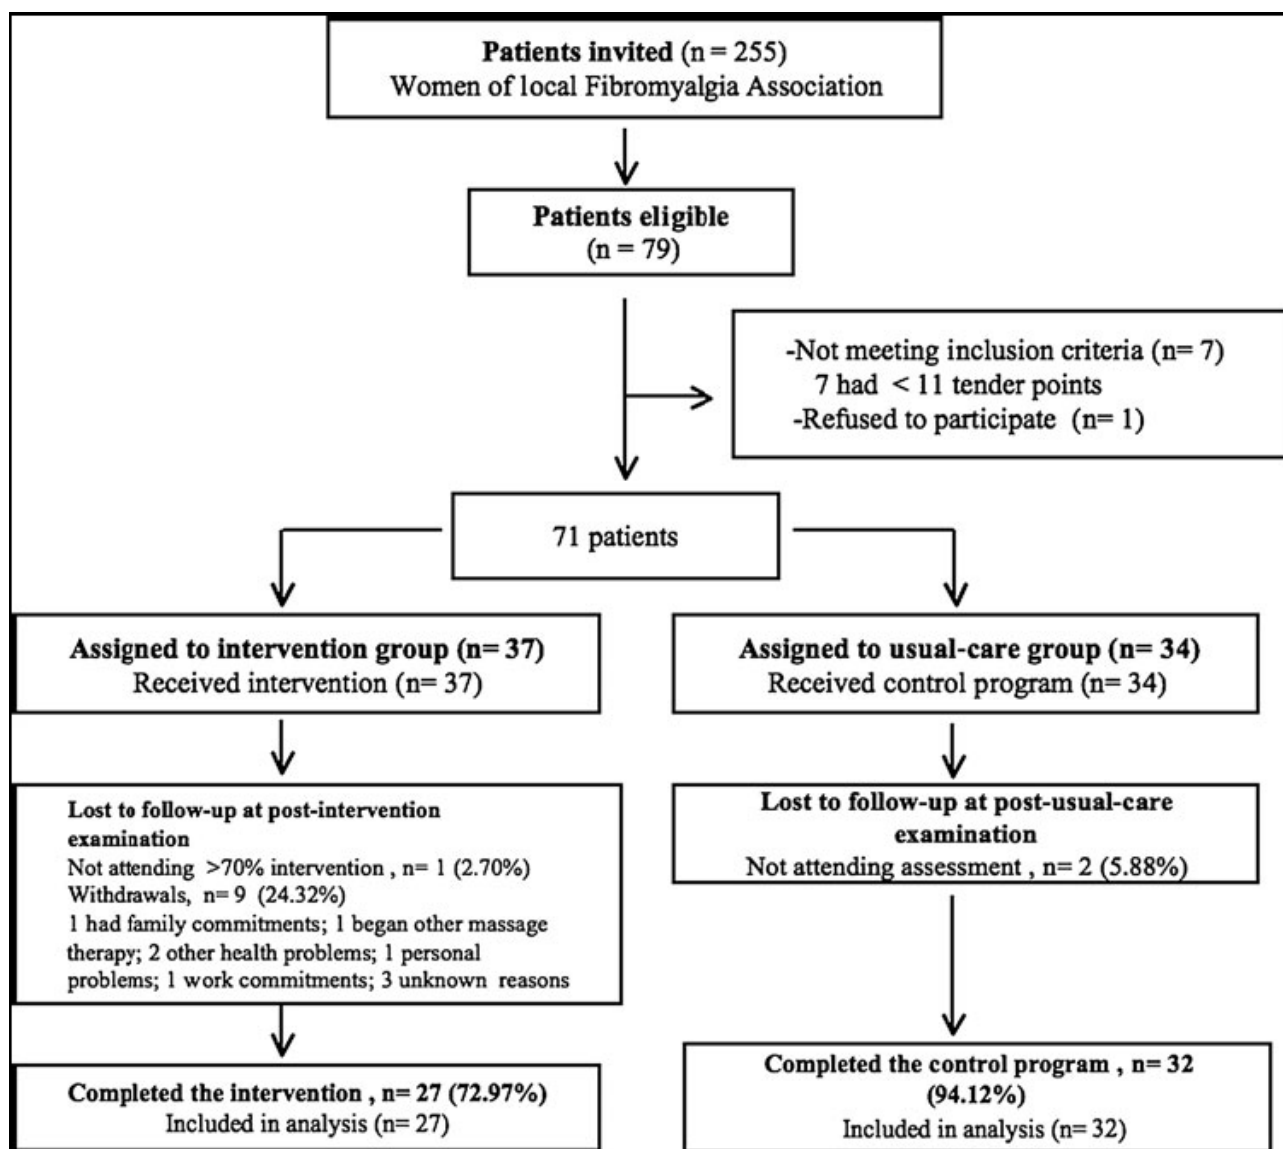 Patients invited (n = 255)
Women of local Fibromyalgia Association
Patients eligible
(n = 79)
-Not meeting inclusion criteria (n= 7)
7 had < 11 tender points
-Refused to participate (n= 1)
71 patients
Assigned to intervention group (n= 37)
Received intervention (n= 37)
Assigned to usual-care group (n= 34)
Received control program (n= 34)
Lost to follow-up at post-intervention
examination
Not attending >70% intervention , n= 1 (2.70%)
Withdrawals, n= 9 (24.32%)
1 had family commitments; 1 began other massage
therapy; 2 other health problems; 1 personal
problems; 1 work commitments; 3 unknown reasons
Lost to follow-up at post-usual-care
examination
Not attending assessment , n= 2 (5.88%)
Completed the intervention , n= 27 (72.97%)
Included in analysis (n= 27)
Completed the control program , n= 32
(94.12%)
Included in analysis (n= 32)